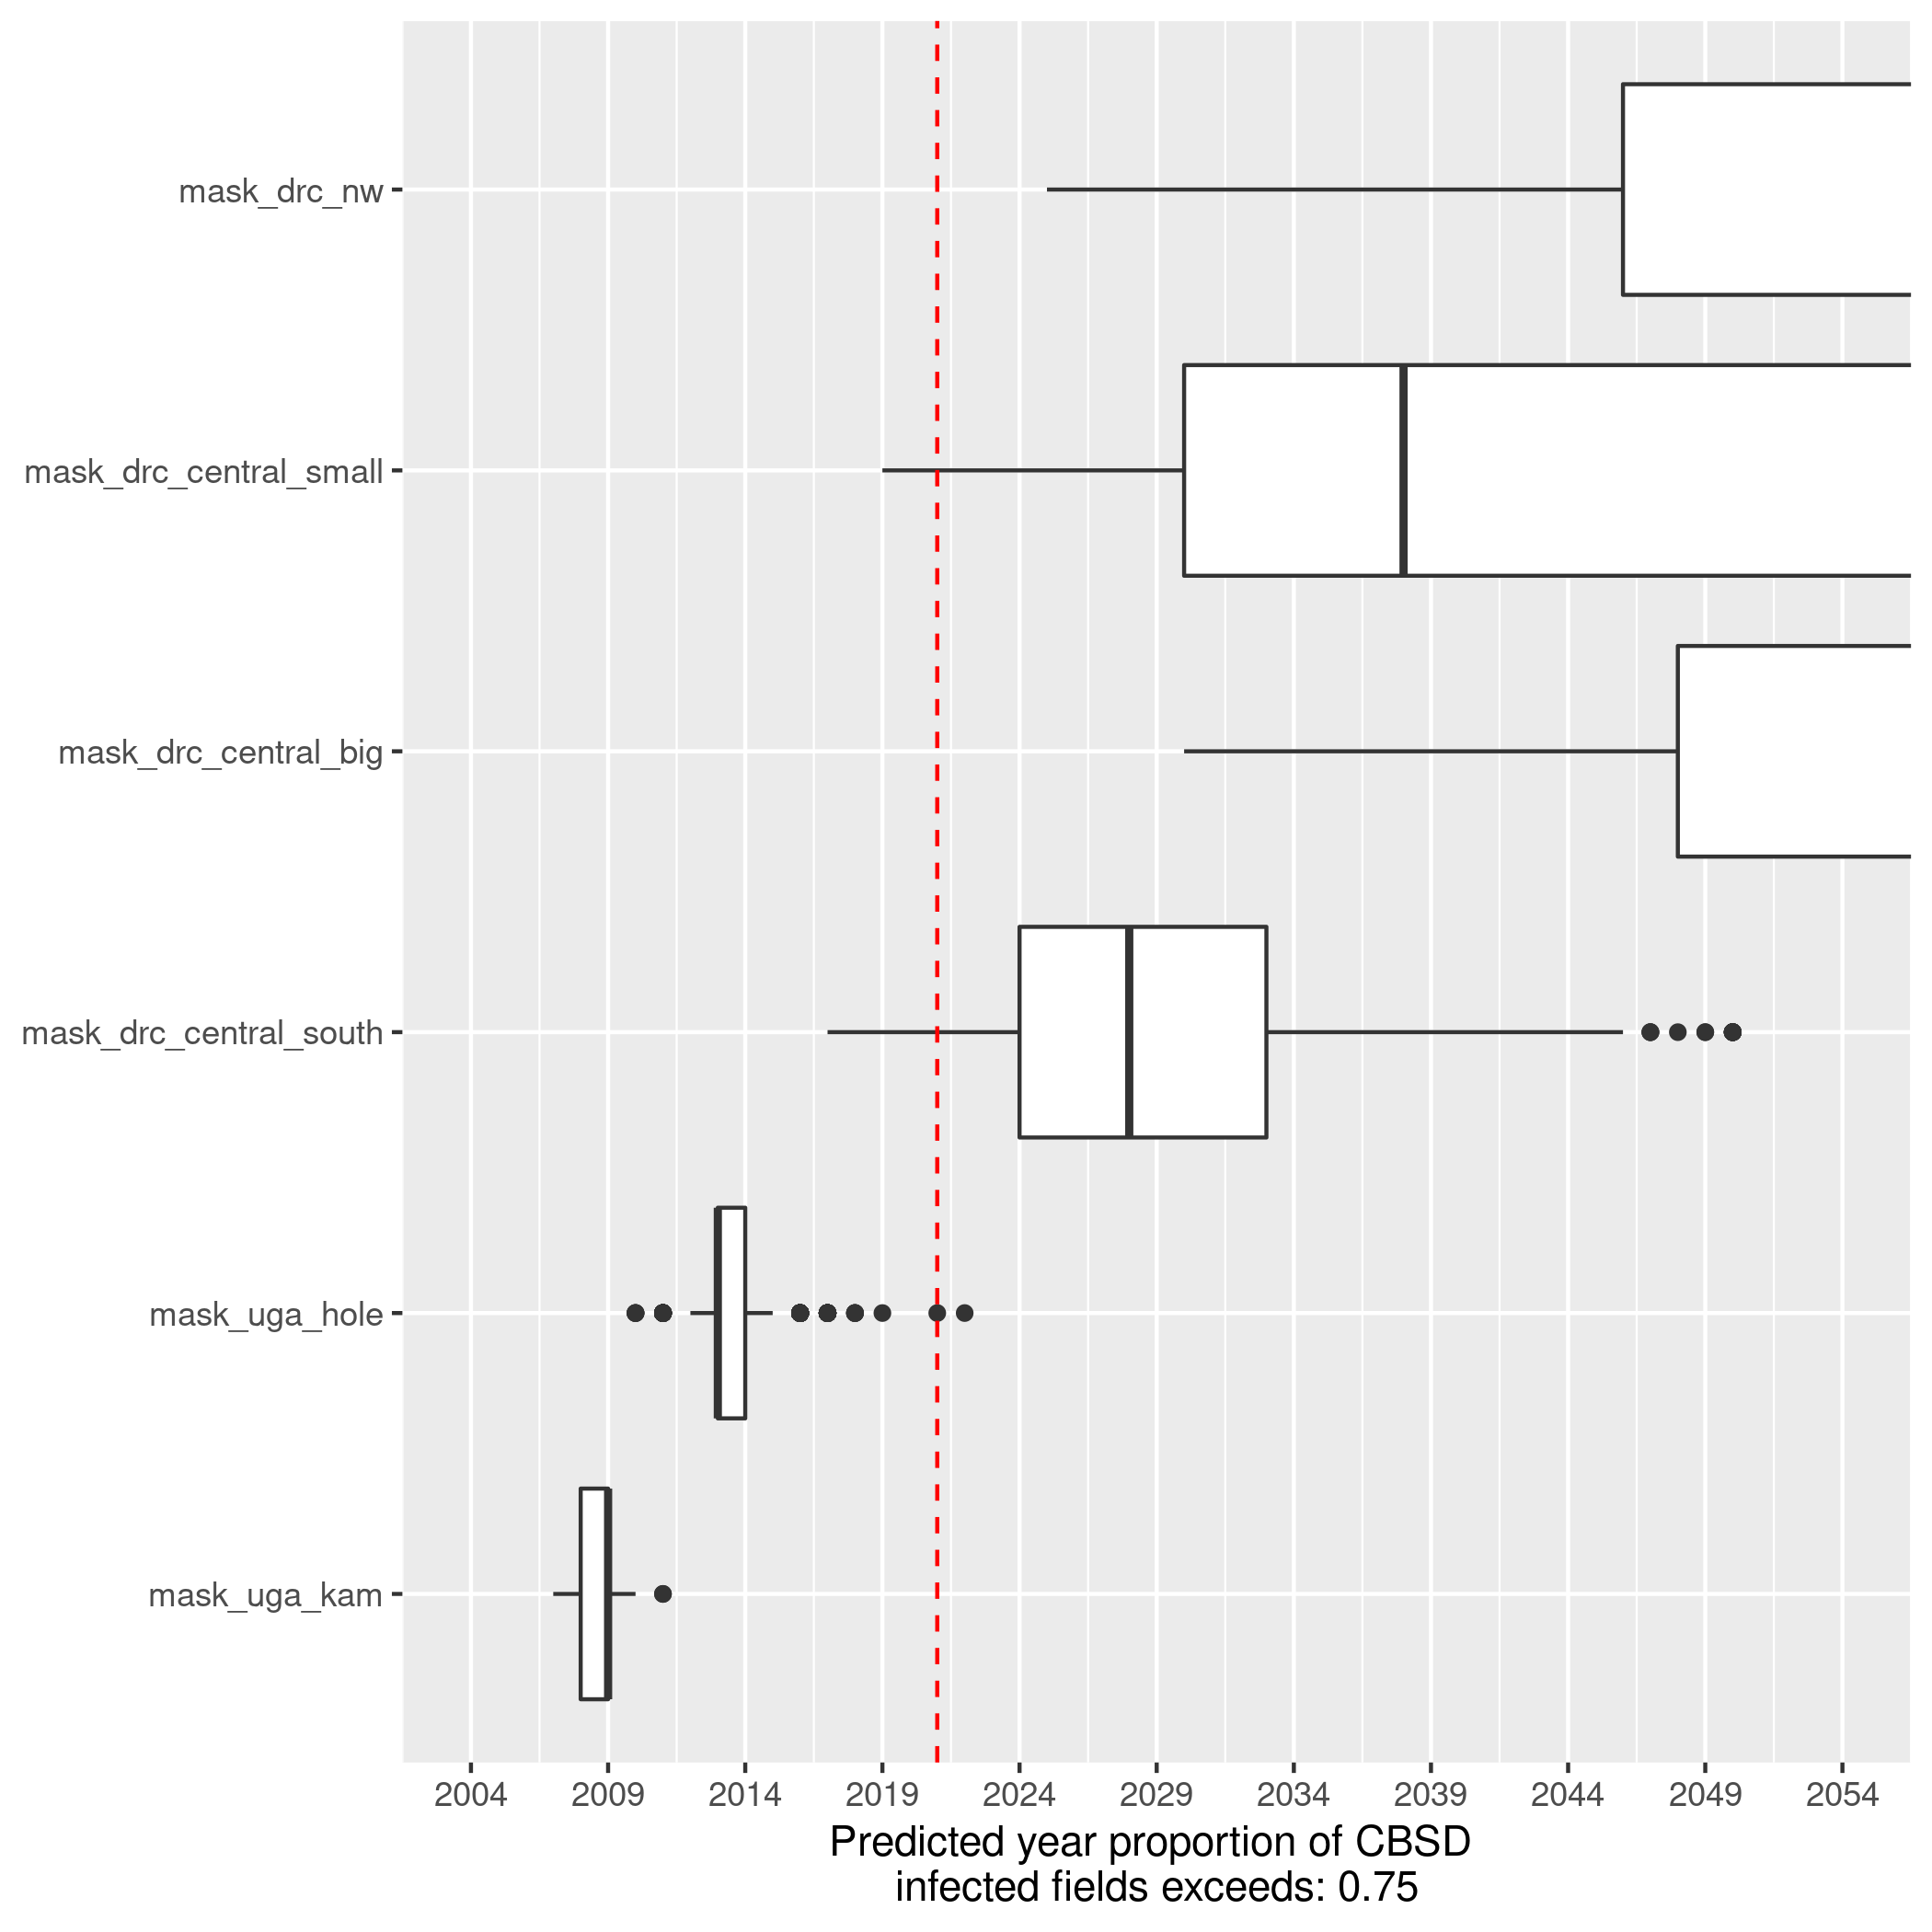 mask_drc_nw
mask_drc_central_small
mask_drc_central_big
mask_drc_central_south
mask_uga_hole
mask_uga_kam
2004 2009 2014 2019 2024 2029 2034 2039 2044 2049 2054
Predicted year proportion of CBSD
infected fields exceeds: 0.75